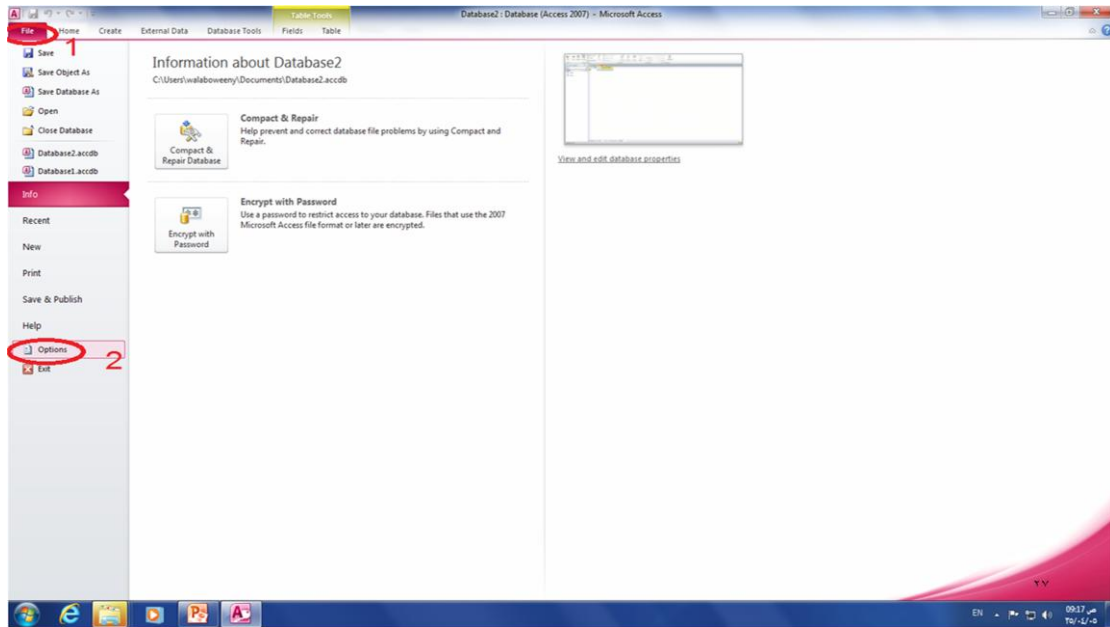 Table Tools
Database2 : Database (Access 2007) - Microsoft Access
File Home Create External Data Database Tools Fields Table
1
Save
Save Object As
Save Database As
Open
Close Database
Database2.accdb
Database1.accdb
Info
Recent
New
Print
Save & Publish
Help
Options
2
Exit
Information about Database2
C:\Users\walaboweeny\Documents\Database2.accdb
Compact & Repair Database
Compact & Repair
Help prevent and correct database file problems by using Compact and
Repair.
Encrypt with Password
Encrypt with Password
Use a password to restrict access to your database. Files that use the 2007
Microsoft Access file format or later are encrypted.
View and edit database properties
٢٧
EN
09:17 ص